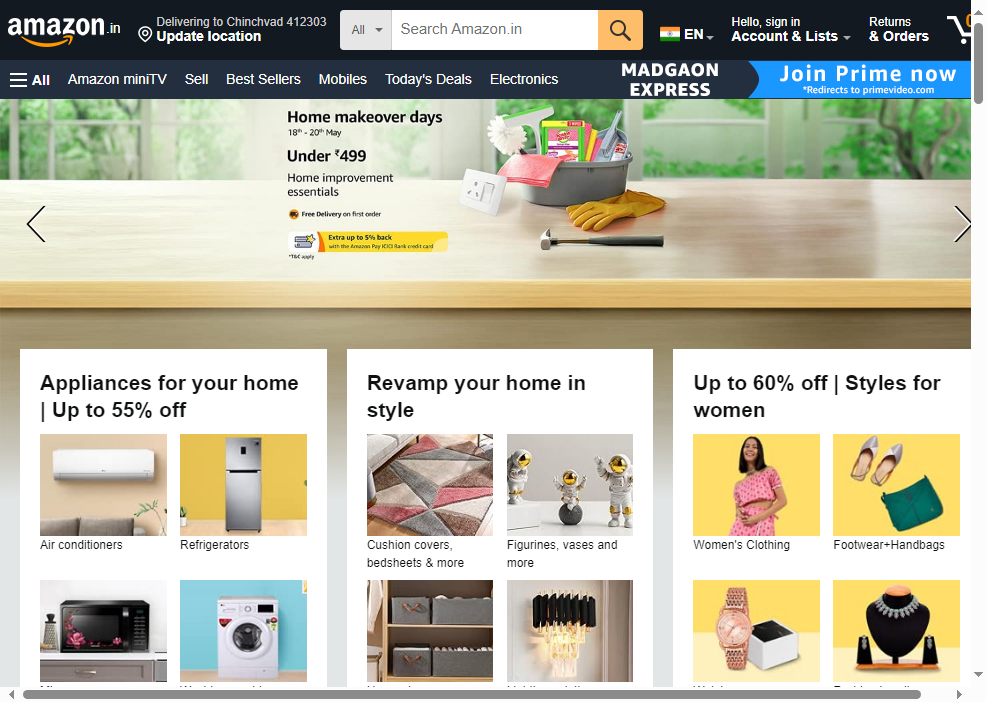 amazon.in
Delivering to Chinchvad 412303
Update location
All
Search Amazon.in
EN
Hello, sign in
Account & Lists
Returns
& Orders
0
All
Amazon miniTV
Sell
Best Sellers
Mobiles
Today's Deals
Electronics
MADGAON
EXPRESS
Join Prime now
*Redirects to primevideo.com
Home makeover days
18th - 20th May
Under ₹499
Home improvement
essentials
Free Delivery on first order
Extra up to 5% back
with the Amazon Pay ICICI Bank credit card
*T&C apply
Appliances for your home
| Up to 55% off
Air conditioners
Refrigerators
Revamp your home in
style
Cushion covers,
bedsheets & more
Figurines, vases and
more
Up to 60% off | Styles for
women
Women's Clothing
Footwear+Handbags